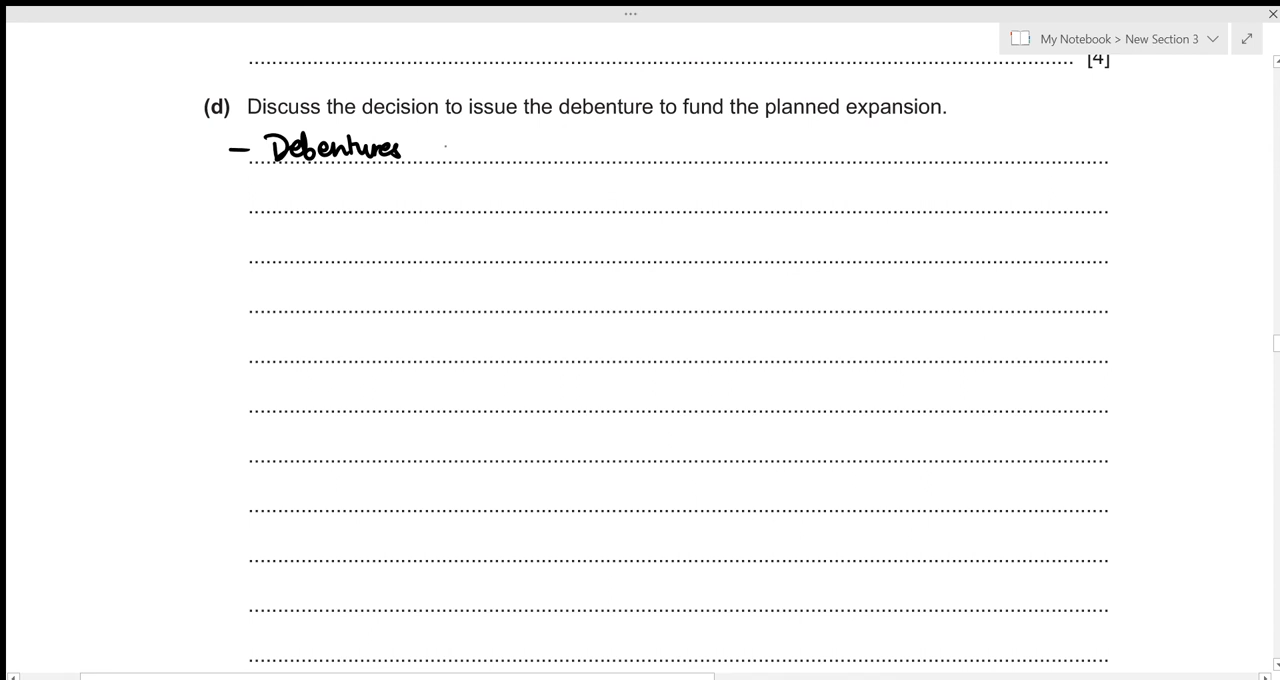 My Notebook > New Section 3
[4]
(d) Discuss the decision to issue the debenture to fund the planned expansion.
– Debentures